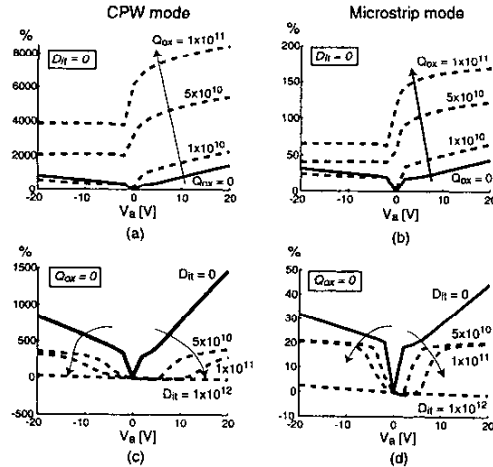 CPW mode
Microstrip mode
%
8000
6000
4000
2000
0
D_it = 0
Q_ox = 1x10^11
5x10^10
1x10^10
Q_ox = 0
-20 -10 0 10 20
V_a [V]
(a)
%
200
150
100
50
0
D_it = 0
Q_ox = 1x10^11
5x10^10
1x10^10
Q_ox = 0
-20 -10 0 10 20
V_a [V]
(b)
%
1500
1000
500
0
-500
Q_ox = 0
D_it = 0
5x10^10
1x10^11
D_it = 1x10^12
-20 -10 0 10 20
V_a [V]
(c)
%
50
40
30
20
10
0
-10
Q_ox = 0
D_it = 0
5x10^10
1x10^11
D_it = 1x10^12
-20 0 20
V_a [V]
(d)